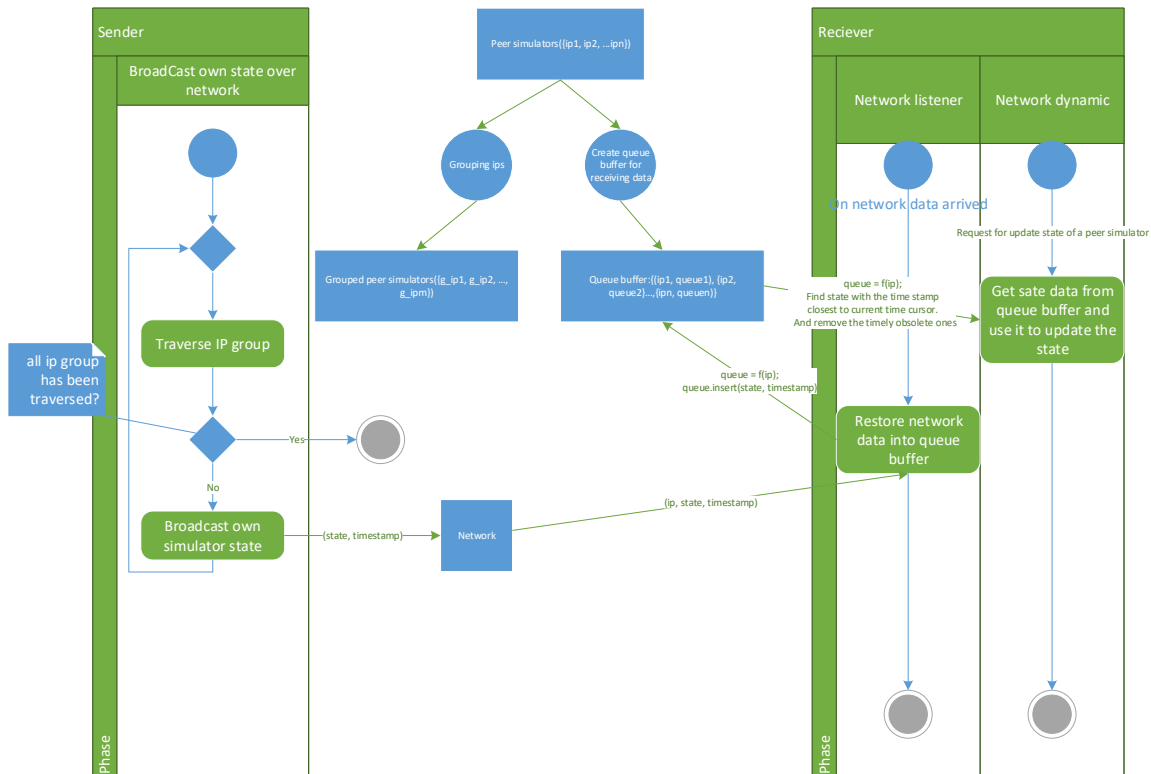 Sender
Phase
BroadCast own state over
network
Traverse IP group
all ip group
has been
traversed?
Yes
No
Broadcast own
simulator state
(state, timestamp)
Network
(ip, state, timestamp)
Peer simulators({ip1, ip2, ...ipn})
Grouping ips
Create queue
buffer for
receiving data
Grouped peer simulators({g_ip1, g_ip2, ...,
g_ipm})
Queue buffer:{(ip1, queue1), (ip2,
queue2)...,(ipn, queuen)}
queue = f(ip);
Find state with the time stamp
closest to current time cursor.
And remove the timely obsolete ones
queue = f(ip);
queue.insert(state, timestamp)
Reciever
Phase
Network listener
Network dynamic
On network data arrived
Request for update state of a peer simulator
Get sate data from
queue buffer and
use it to update the
state
Restore network
data into queue
buffer